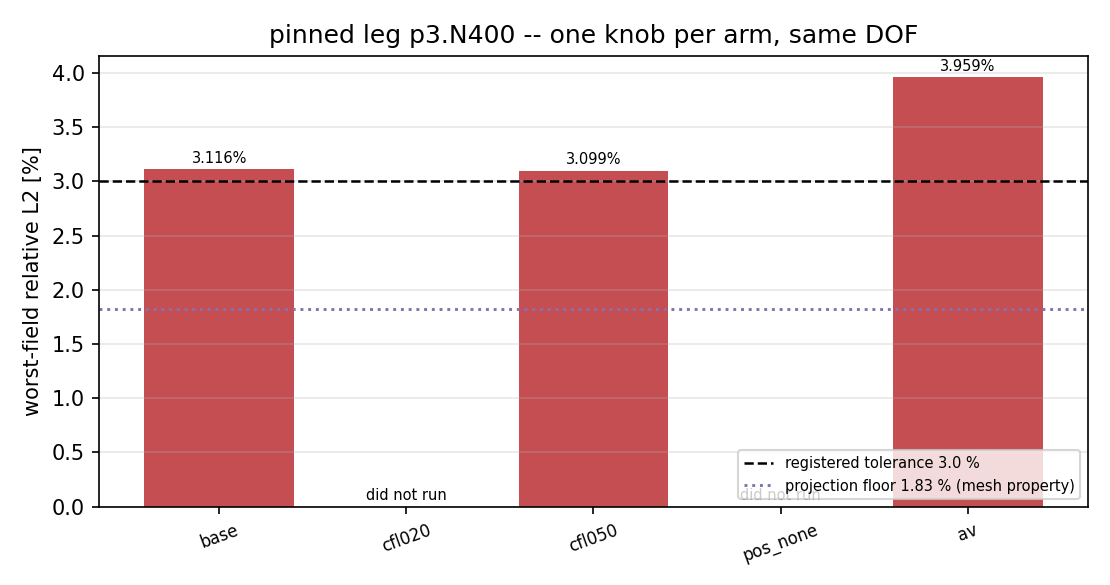 pinned leg p3.N400 -- one knob per arm, same DOF
worst-field relative L2 [%]
4.0
3.5
3.0
2.5
2.0
1.5
1.0
0.5
0.0
3.116%
did not run
3.099%
did not run
3.959%
registered tolerance 3.0 %
projection floor 1.83 % (mesh property)
base
cfl020
cfl050
pos_none
av